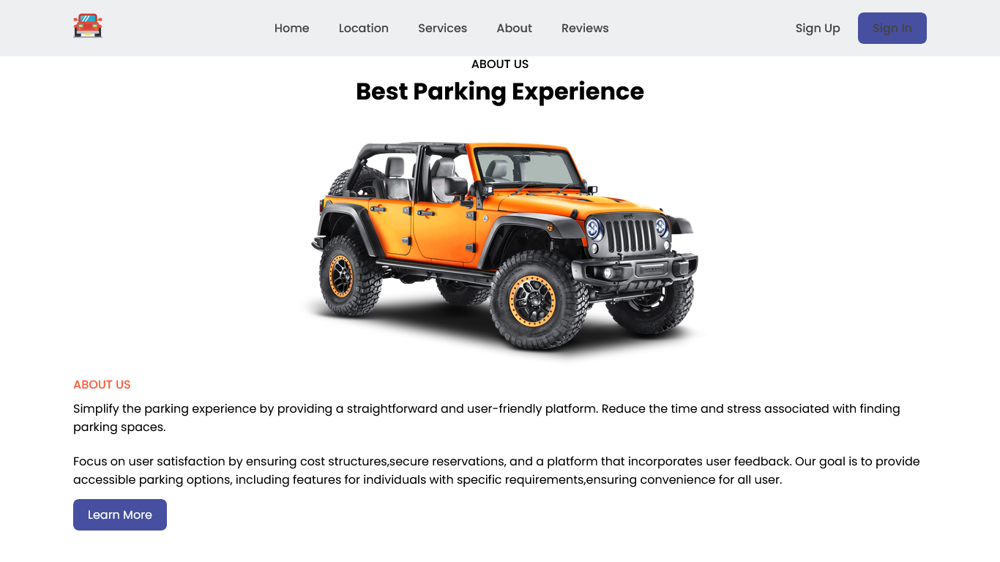 Home Location Services About Reviews Sign Up Sign In
ABOUT US
Best Parking Experience
ABOUT US
Simplify the parking experience by providing a straightforward and user-friendly platform. Reduce the time and stress associated with finding
parking spaces.
Focus on user satisfaction by ensuring cost structures,secure reservations, and a platform that incorporates user feedback. Our goal is to provide
accessible parking options, including features for individuals with specific requirements,ensuring convenience for all user.
Learn More